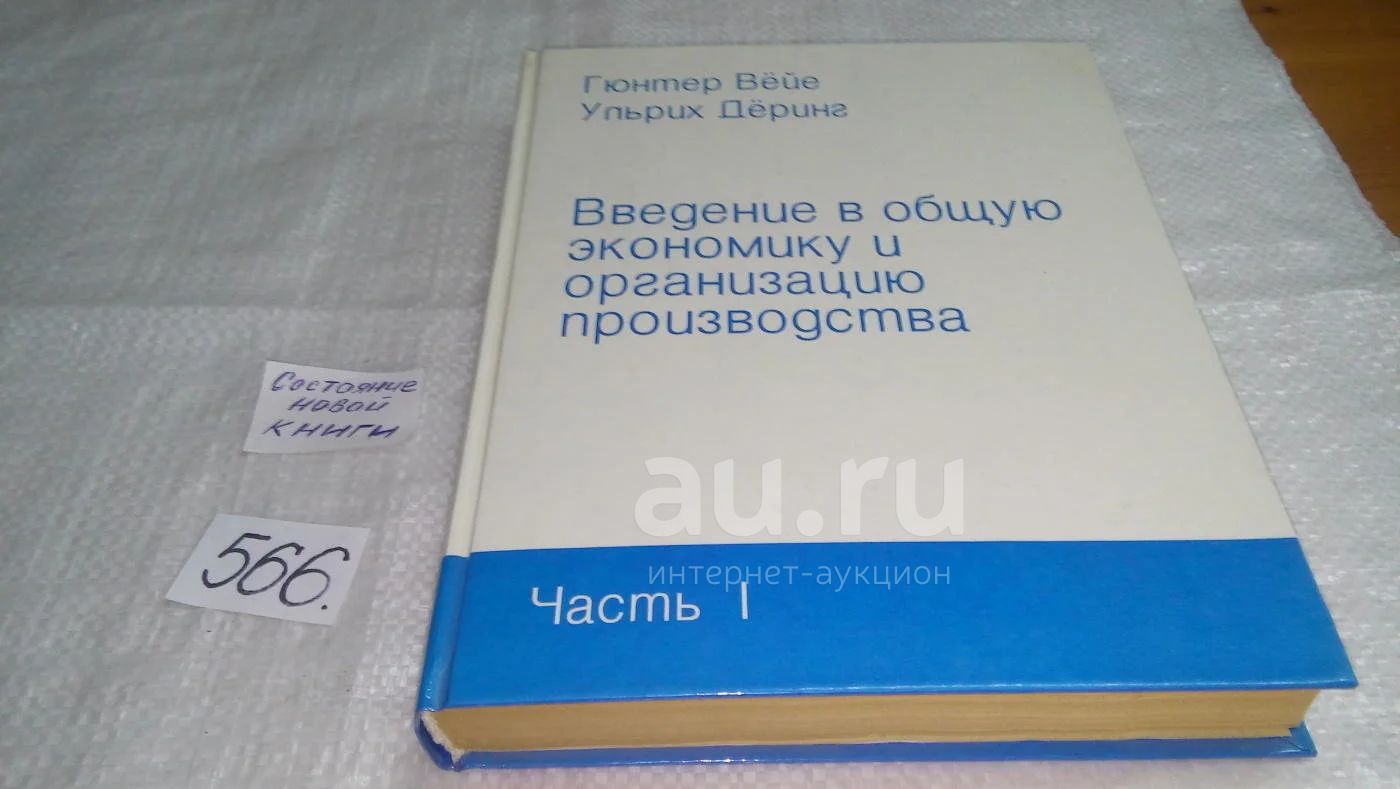 Гюнтер Вёйе
Ульрих Дёринг
Введение в общую
экономику и
организацию
производства
Состояние
новой
книги
au.ru
интернет-аукцион
566.
Часть I